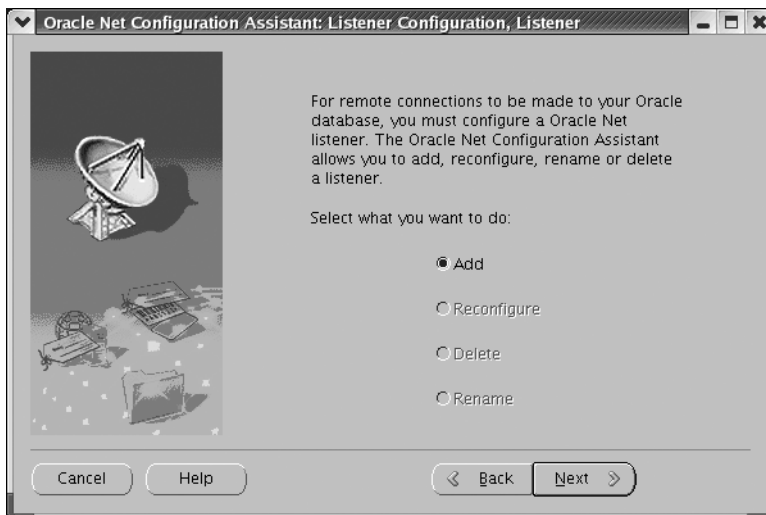 Oracle Net Configuration Assistant: Listener Configuration, Listener
For remote connections to be made to your Oracle
database, you must configure a Oracle Net
listener. The Oracle Net Configuration Assistant
allows you to add, reconfigure, rename or delete
a listener.
Select what you want to do:
Add
Reconfigure
Delete
Rename
Cancel
Help
Back
Next